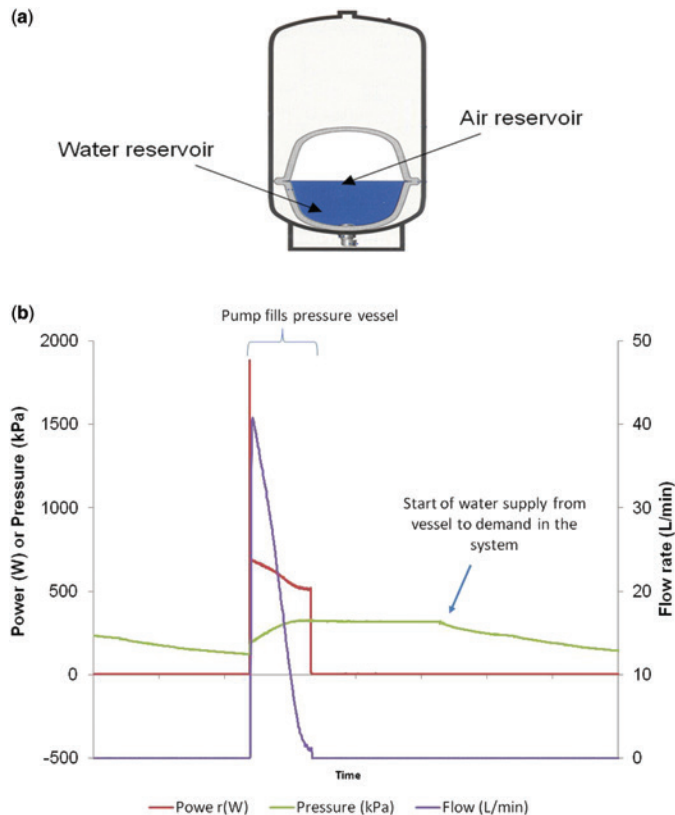 (a)
Air reservoir
Water reservoir
(b)
Pump fills pressure vessel
2000
1500
1000
500
0
-500
Power (W) or Pressure (kPa)
50
40
30
20
10
0
Flow rate (L/min)
Start of water supply from
vessel to demand in the
system
Time
Powe r(W)
Pressure (kPa)
Flow (L/min)